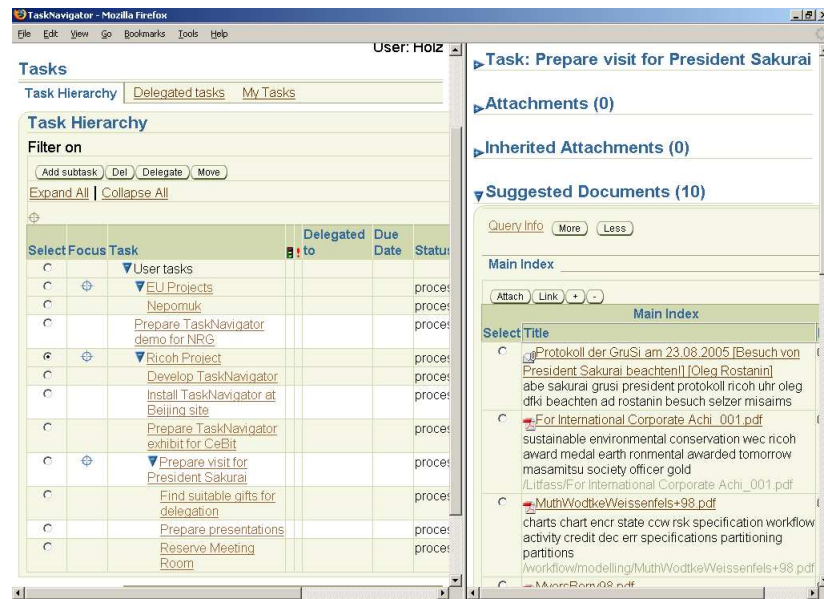 TaskNavigator - Mozilla Firefox
File Edit View Go Bookmarks Tools Help
User: Holz
Tasks
Task Hierarchy Delegated tasks My Tasks
Task Hierarchy
Filter on
Add subtask Del Delegate Move
Expand All | Collapse All
Select Focus Task ! Delegated to Due Date Status
User tasks
EU Projects proces
Nepomuk proces
Prepare TaskNavigator proces
demo for NRG
Ricoh Project proces
Develop TaskNavigator proces
Install TaskNavigator at proces
Beijing site
Prepare TaskNavigator proces
exhibit for CeBit
Prepare visit for proces
President Sakurai
Find suitable gifts for proces
delegation
Prepare presentations proces
Reserve Meeting proces
Room
Task: Prepare visit for President Sakurai
Attachments (0)
Inherited Attachments (0)
Suggested Documents (10)
Query Info More Less
Main Index
Attach Link + -
Main Index
Select Title
Protokoll der GruSi am 23.08.2005 [Besuch von
President Sakurai beachten!] [Oleg Rostanin]
abe sakurai grusi president protokoll ricoh uhr oleg
dfki beachten ad rostanin besuch selzer misaims
For International Corporate Achi_001.pdf
sustainable environmental conservation wec ricoh
award medal earth ronmental awarded tomorrow
masamitsu society officer gold
/Litfass/For International Corporate Achi_001.pdf
MuthWodtkeWeissenfels+98.pdf
charts chart encr state ccw rsk specification workflow
activity credit dec err specifications partitioning
partitions
/workflow/modelling/MuthWodtkeWeissenfels+98.pdf
MyersBerry98.pdf